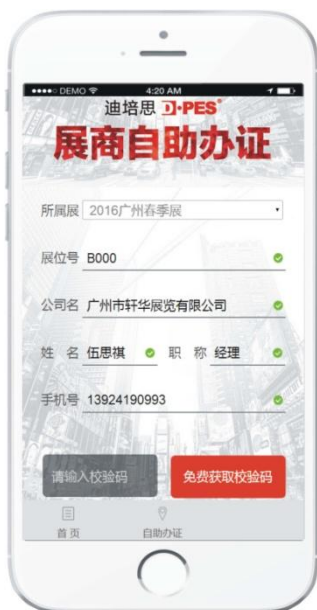 DEMO 4:20 AM
迪培思 D·PES
展商自助办证
所属展 2016广州春季展
展位号 B000
公司名 广州市轩华展览有限公司
姓 名 伍思祺 职 称 经理
手机号 13924190993
请输入校验码 免费获取校验码
首 页 自助办证